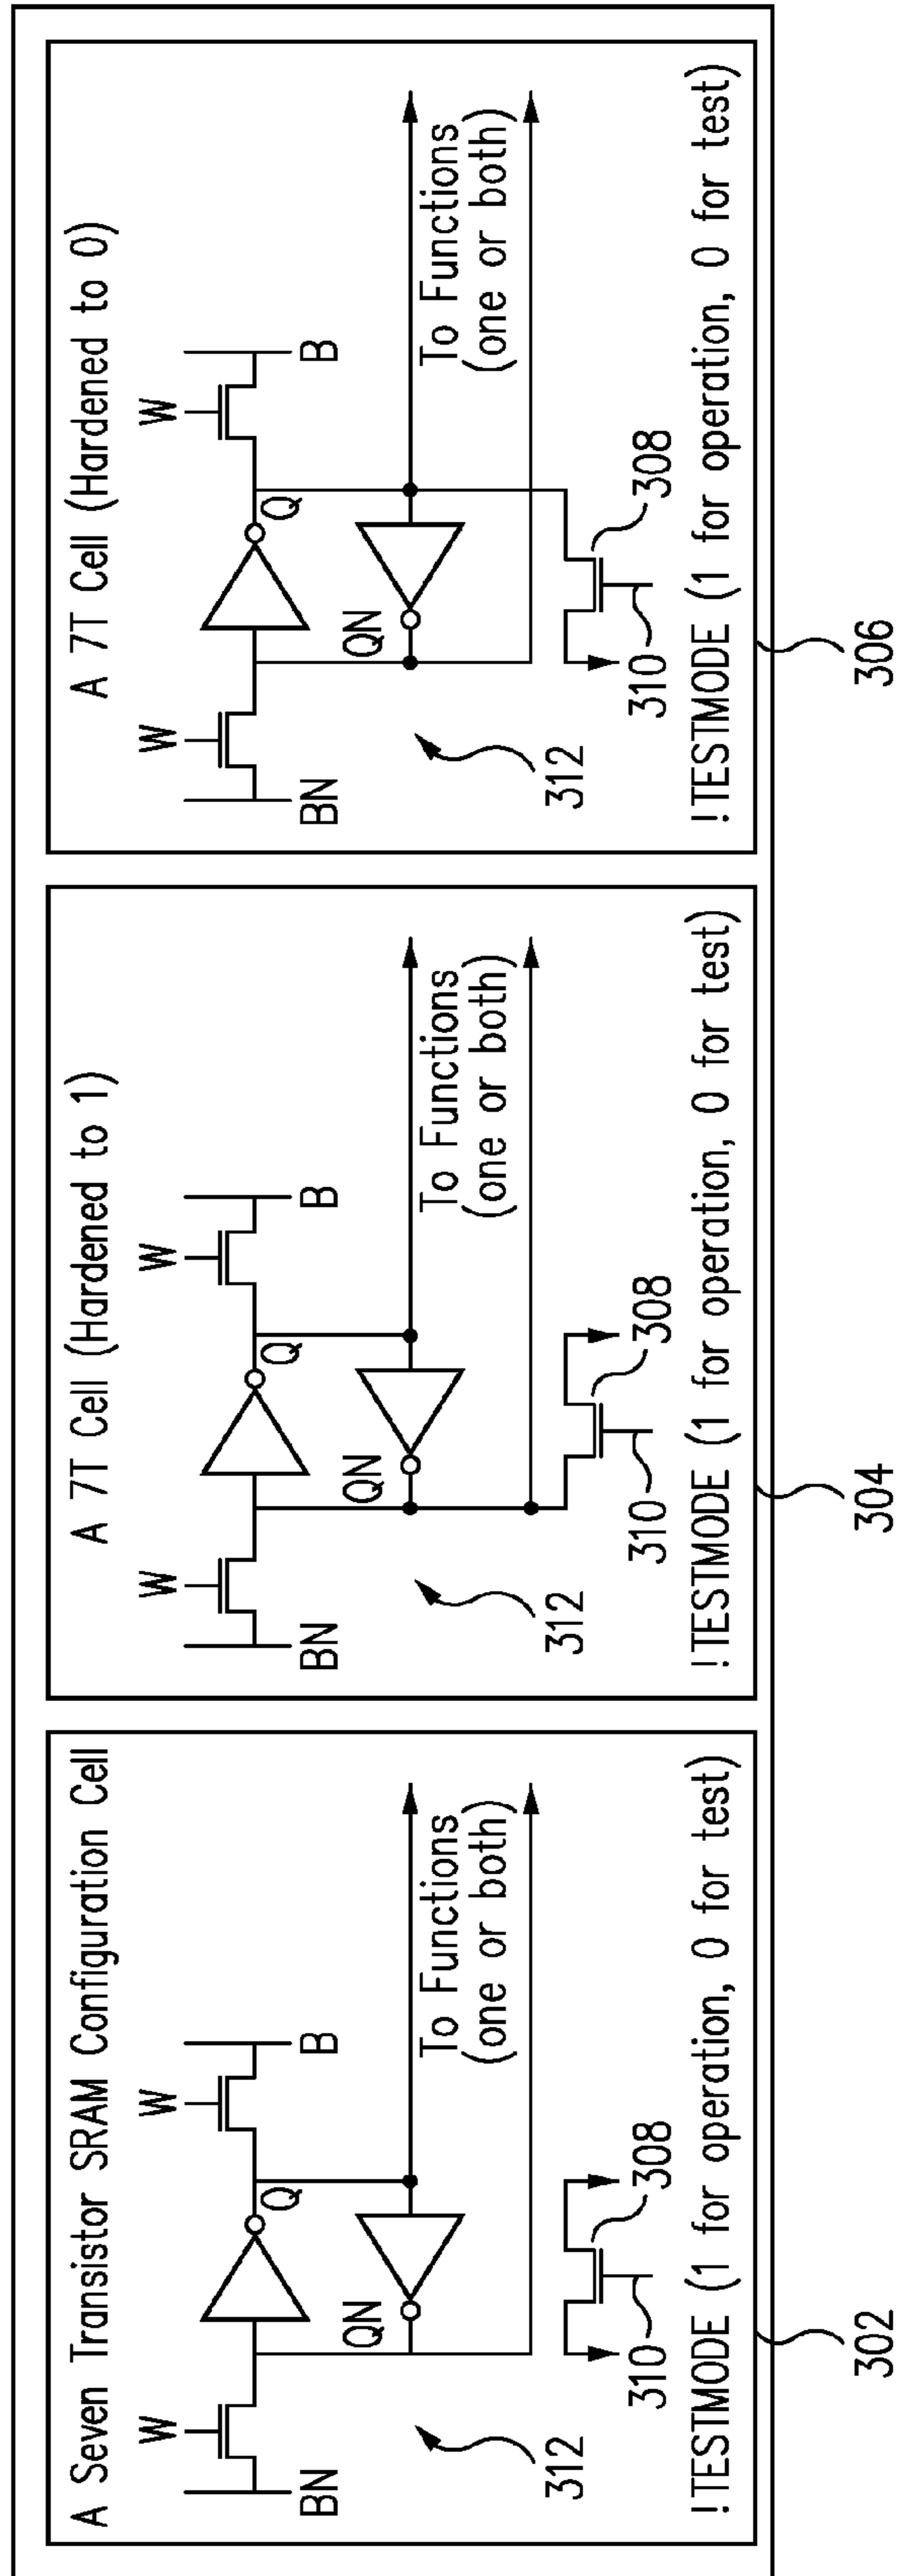 A Seven Transistor SRAM Configuration Cell
W
W
BN
Q
B
QN
To Functions
(one or both)
312
310
308
!TESTMODE (1 for operation, 0 for test)
302
A 7T Cell (Hardened to 1)
W
W
BN
Q
B
QN
To Functions
(one or both)
312
310
308
!TESTMODE (1 for operation, 0 for test)
304
A 7T Cell (Hardened to 0)
W
W
BN
Q
B
QN
To Functions
(one or both)
312
310
308
!TESTMODE (1 for operation, 0 for test)
306